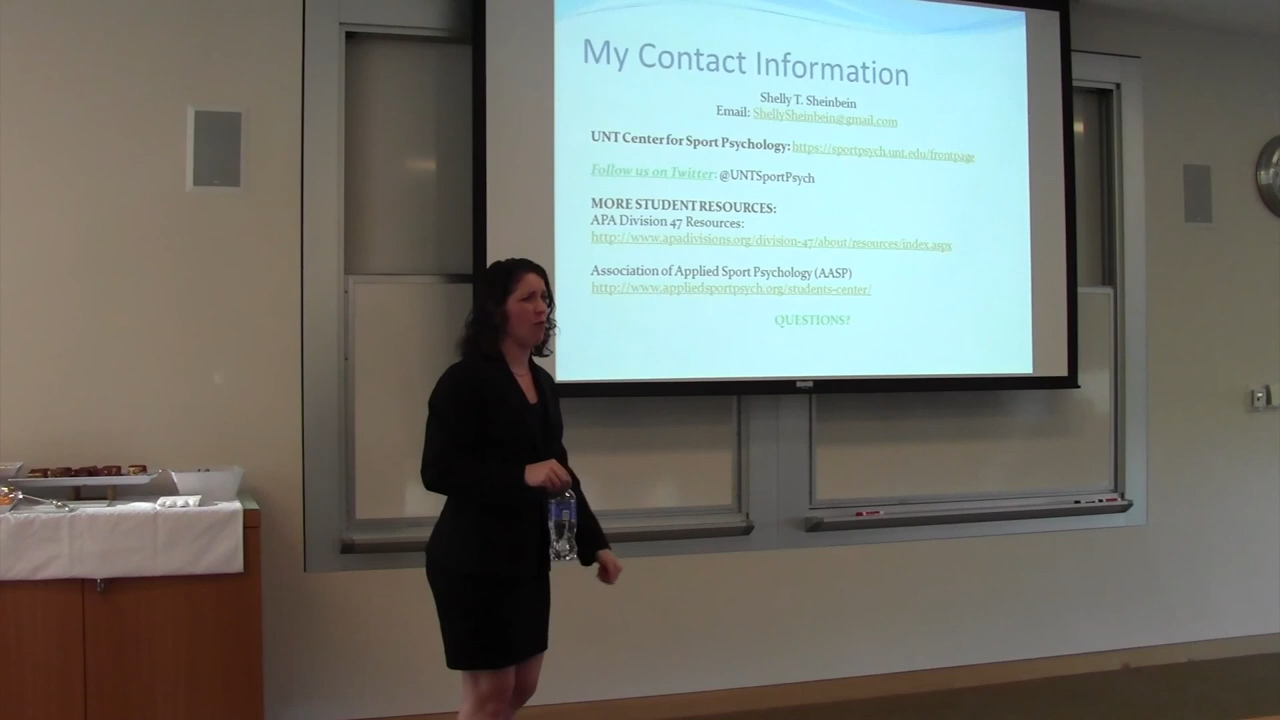 My Contact Information
Shelly T. Sheinbein
Email: ShellySheinbein@gmail.com
UNT Center for Sport Psychology: https://sportpsych.unt.edu/frontpage
Follow us on Twitter: @UNTSportPsych
MORE STUDENT RESOURCES:
APA Division 47 Resources:
http://www.apadivisions.org/division-47/about/resources/index.aspx
Association of Applied Sport Psychology (AASP)
http://www.appliedsportpsych.org/students-center/
QUESTIONS?